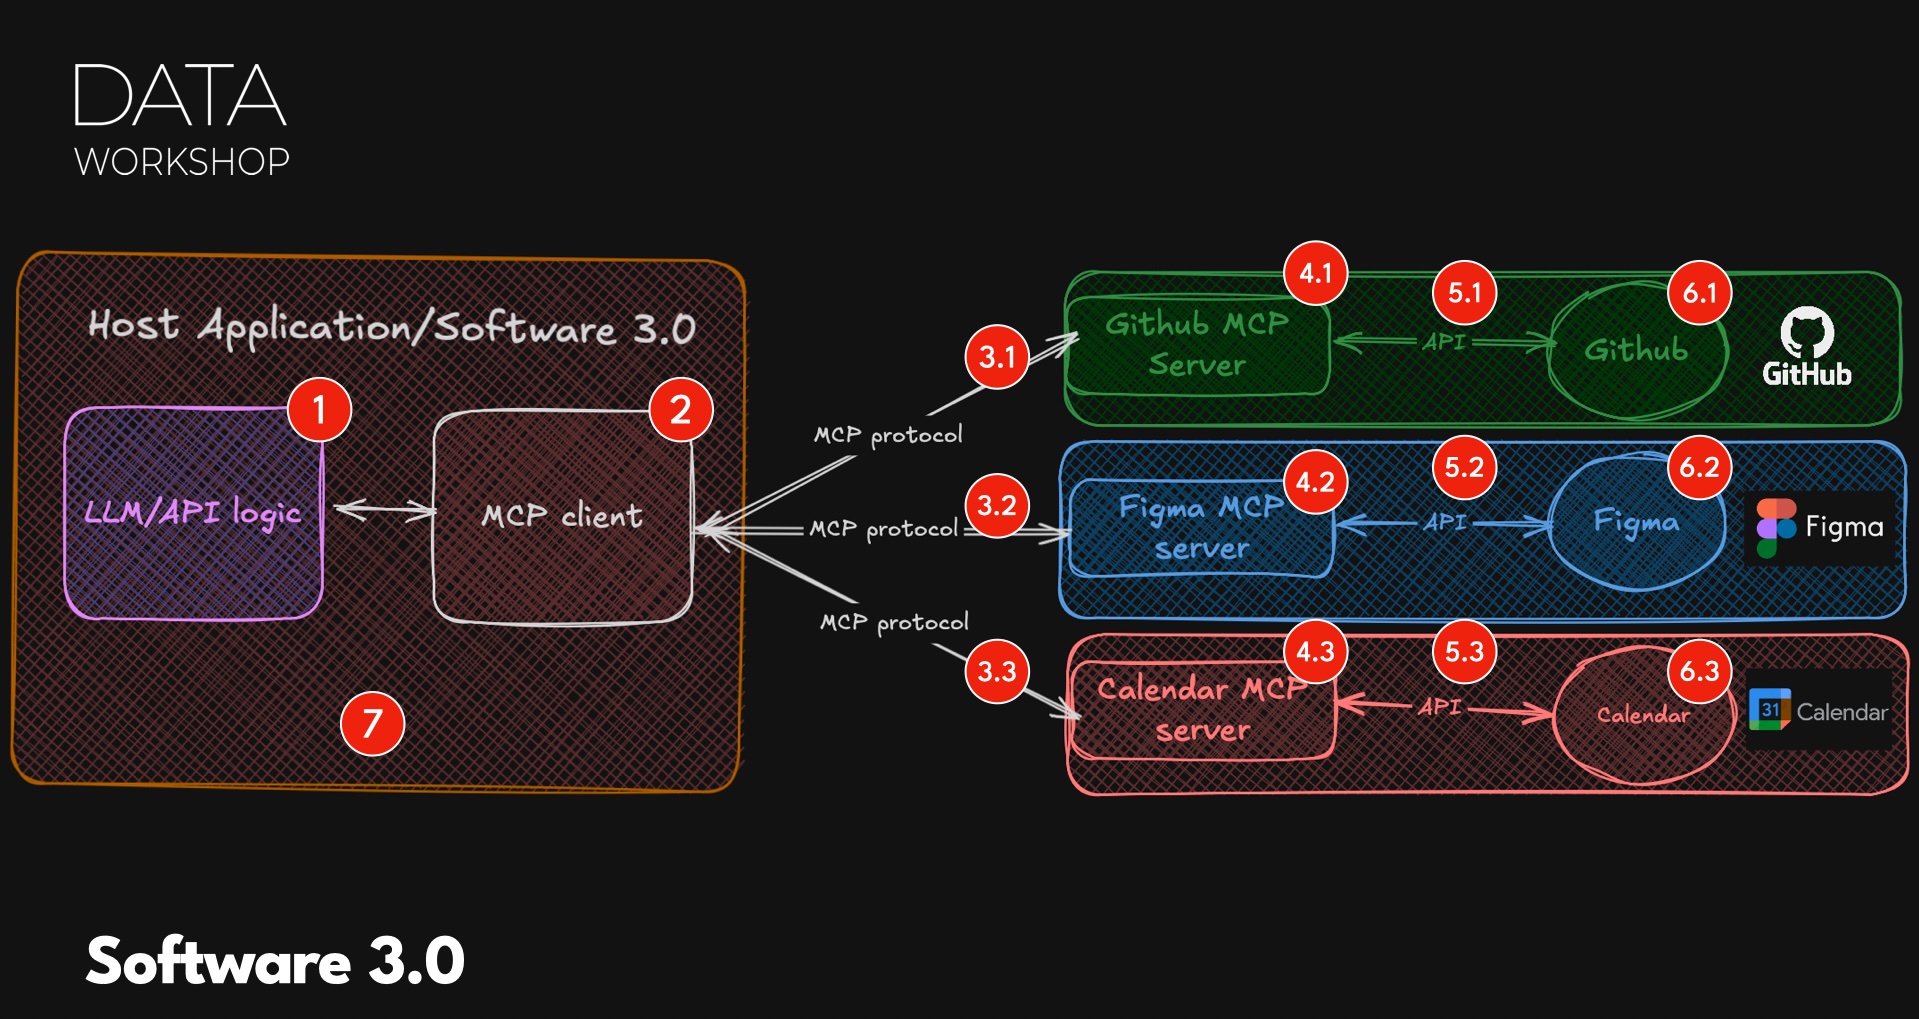 DATA
WORKSHOP
Host Application/Software 3.0
1
2
LLM/API logic
MCP client
7
3.1
MCP protocol
3.2
MCP protocol
MCP protocol
3.3
4.1
5.1
6.1
Github MCP
Server
API
Github
GitHub
4.2
5.2
6.2
Figma MCP
server
API
Figma
Figma
4.3
5.3
6.3
Calendar MCP
server
API
Calendar
31
Calendar
Software 3.0